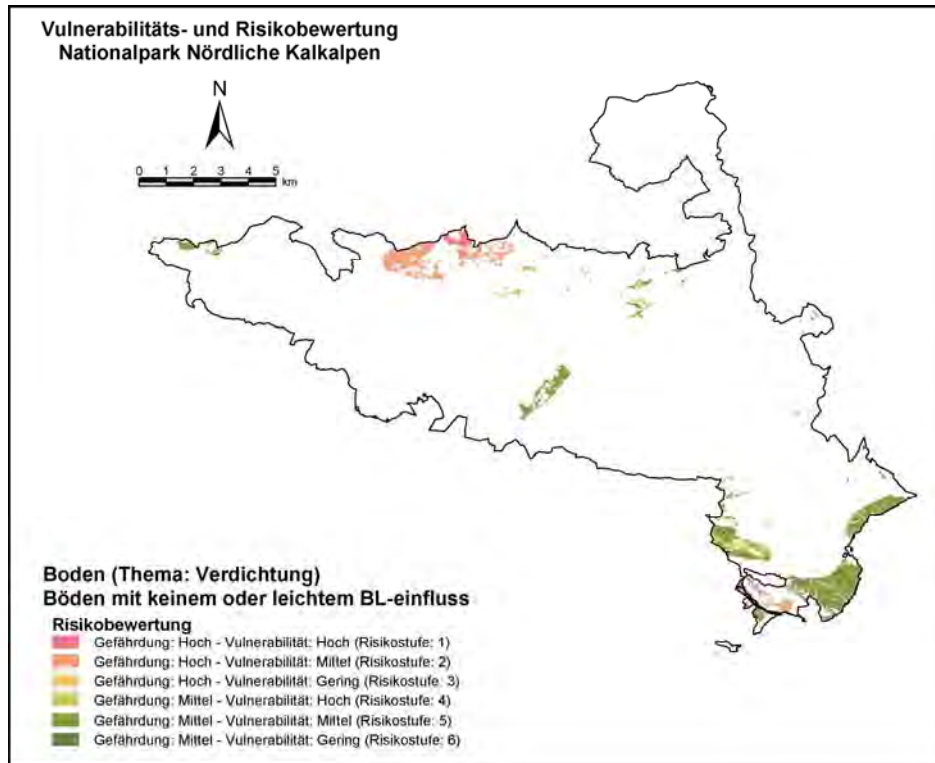 Vulnerabilitäts- und Risikobewertung
Nationalpark Nördliche Kalkalpen
N
0 1 2 3 4 5
km
Boden (Thema: Verdichtung)
Böden mit keinem oder leichtem BL-einfluss
Risikobewertung
Gefährdung: Hoch - Vulnerabilität: Hoch (Risikostufe: 1)
Gefährdung: Hoch - Vulnerabilität: Mittel (Risikostufe: 2)
Gefährdung: Hoch - Vulnerabilität: Gering (Risikostufe: 3)
Gefährdung: Mittel - Vulnerabilität: Hoch (Risikostufe: 4)
Gefährdung: Mittel - Vulnerabilität: Mittel (Risikostufe: 5)
Gefährdung: Mittel - Vulnerabilität: Gering (Risikostufe: 6)